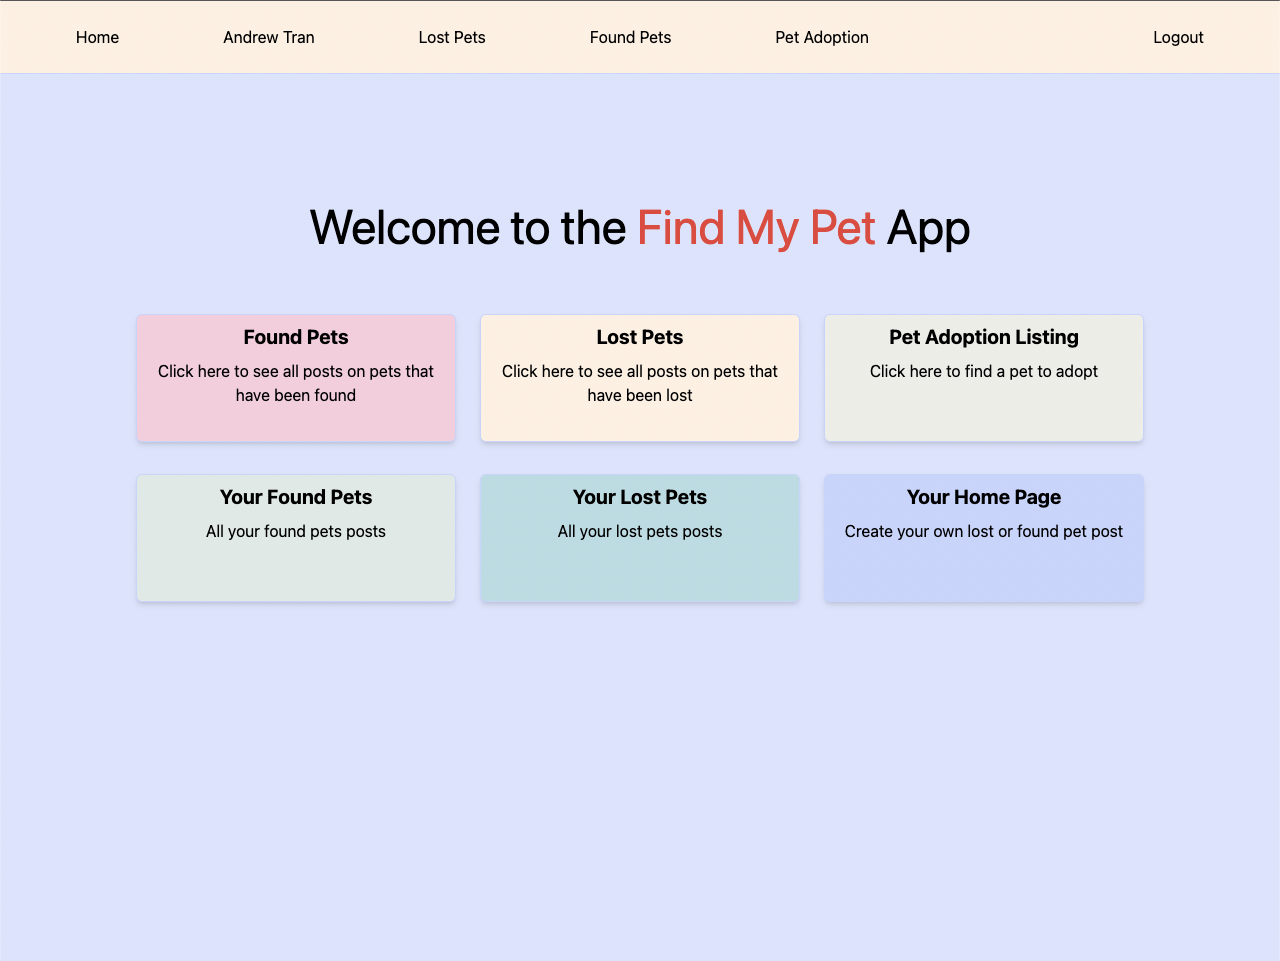 Home Andrew Tran Lost Pets Found Pets Pet Adoption Logout
Welcome to the Find My Pet App
Found Pets
Click here to see all posts on pets that
have been found
Lost Pets
Click here to see all posts on pets that
have been lost
Pet Adoption Listing
Click here to find a pet to adopt
Your Found Pets
All your found pets posts
Your Lost Pets
All your lost pets posts
Your Home Page
Create your own lost or found pet post